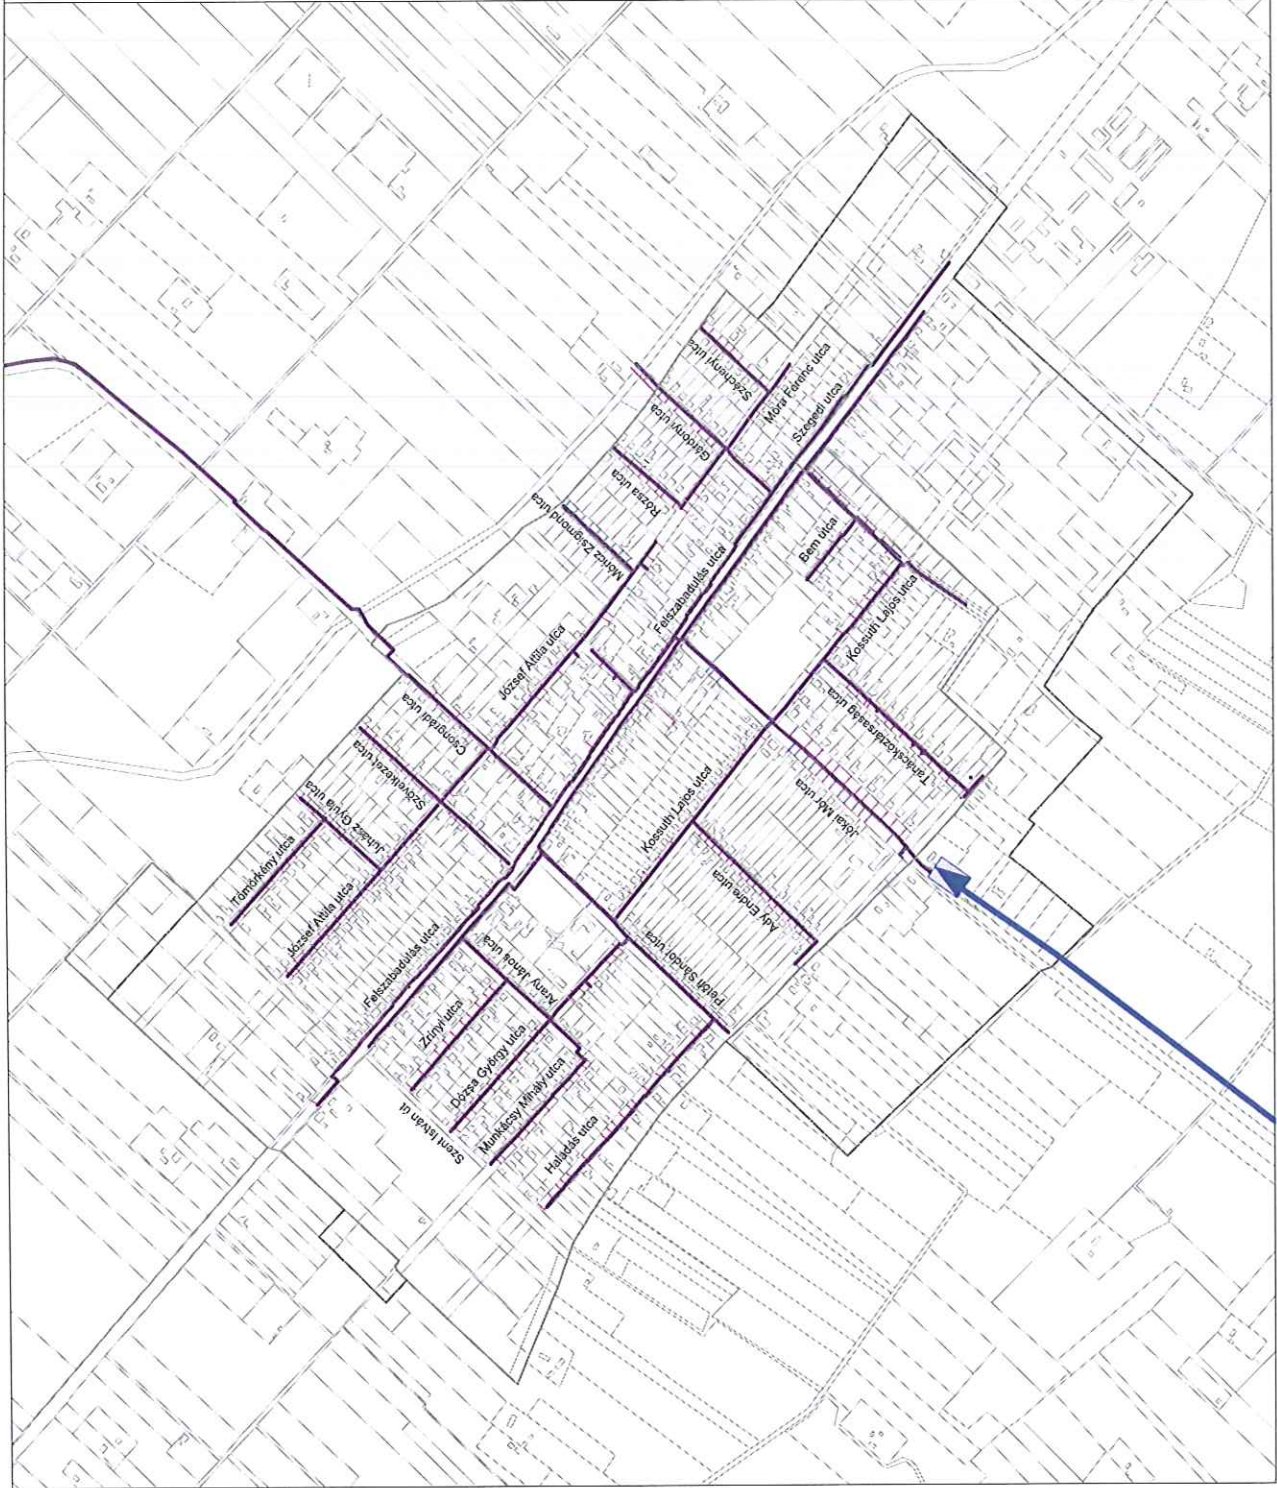 Széchenyi utca
Gárdonyi utca
Móra Ferenc utca
Szegedi utca
Rózsa utca
Móricz Zsigmond utca
Felszabadulás utca
Bem utca
Kossuth Lajos utca
József Attila utca
Csongrádi utca
Tanácsköztársaság utca
Szövetkezet utca
Juhász Gyula utca
Kossuth Lajos utca
Jókai Mór utca
Tömörkény utca
József Attila utca
Ady Endre utca
Felszabadulás utca
Arany János utca
Petőfi Sándor utca
Zrínyi utca
Dózsa György utca
Munkácsy Mihály utca
Szent István út
Haladás utca